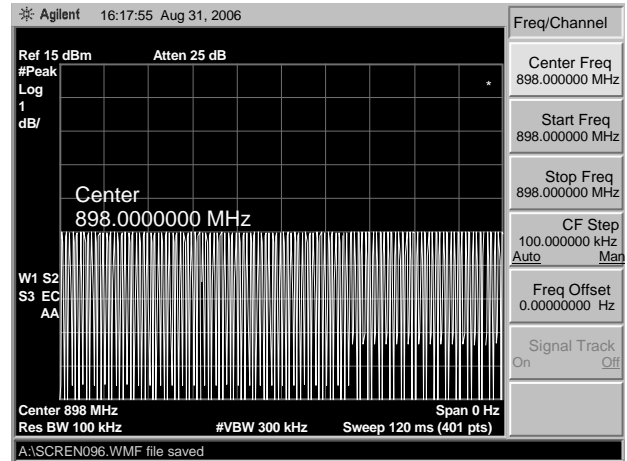 Agilent 16:17:55 Aug 31, 2006
Freq/Channel
Ref 15 dBm Atten 25 dB
#Peak
Log
1
dB/
*
Center
898.0000000 MHz
W1 S2
S3 EC
AA
Center 898 MHz Span 0 Hz
Res BW 100 kHz #VBW 300 kHz Sweep 120 ms (401 pts)
A:\SCREN096.WMF file saved
Center Freq
898.000000 MHz
Start Freq
898.000000 MHz
Stop Freq
898.000000 MHz
CF Step
100.000000 kHz
Auto Man
Freq Offset
0.00000000 Hz
Signal Track
On Off